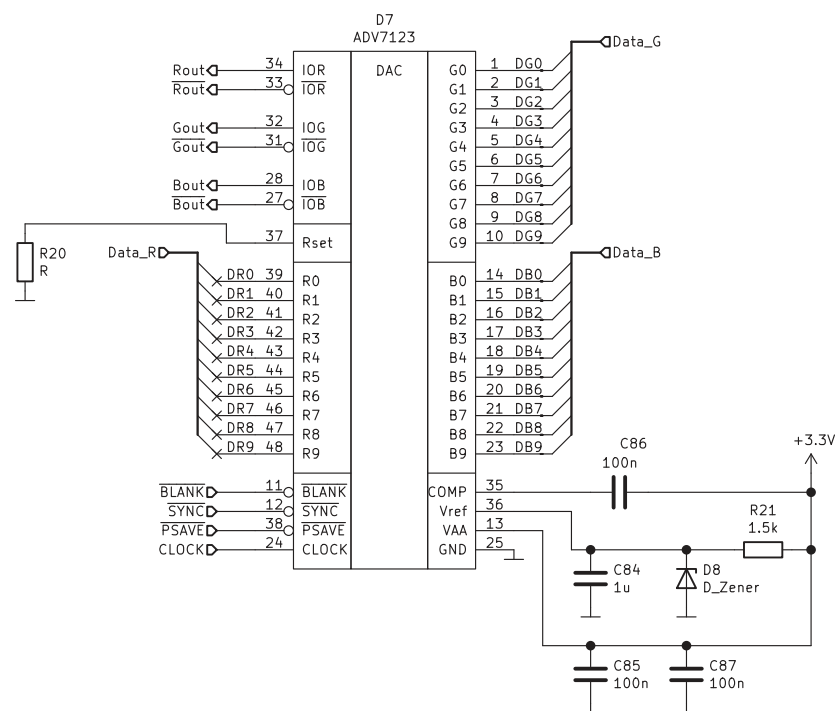 D7
ADV7123
DAC
Rout 34 IOR
Rout 33 IOR
Gout 32 IOG
Gout 31 IOG
Bout 28 IOB
Bout 27 IOB
37 Rset
R20
R
Data_R
DR0 39 R0
DR1 40 R1
DR2 41 R2
DR3 42 R3
DR4 43 R4
DR5 44 R5
DR6 45 R6
DR7 46 R7
DR8 47 R8
DR9 48 R9
BLANK 11 BLANK
SYNC 12 SYNC
PSAVE 38 PSAVE
CLOCK 24 CLOCK
Data_G
G0 1 DG0
G1 2 DG1
G2 3 DG2
G3 4 DG3
G4 5 DG4
G5 6 DG5
G6 7 DG6
G7 8 DG7
G8 9 DG8
G9 10 DG9
Data_B
B0 14 DB0
B1 15 DB1
B2 16 DB2
B3 17 DB3
B4 18 DB4
B5 19 DB5
B6 20 DB6
B7 21 DB7
B8 22 DB8
B9 23 DB9
COMP 35
Vref 36
VAA 13
GND 25
C86
100n
+3.3V
R21
1.5k
C84
1u
D8
D_Zener
C85
100n
C87
100n